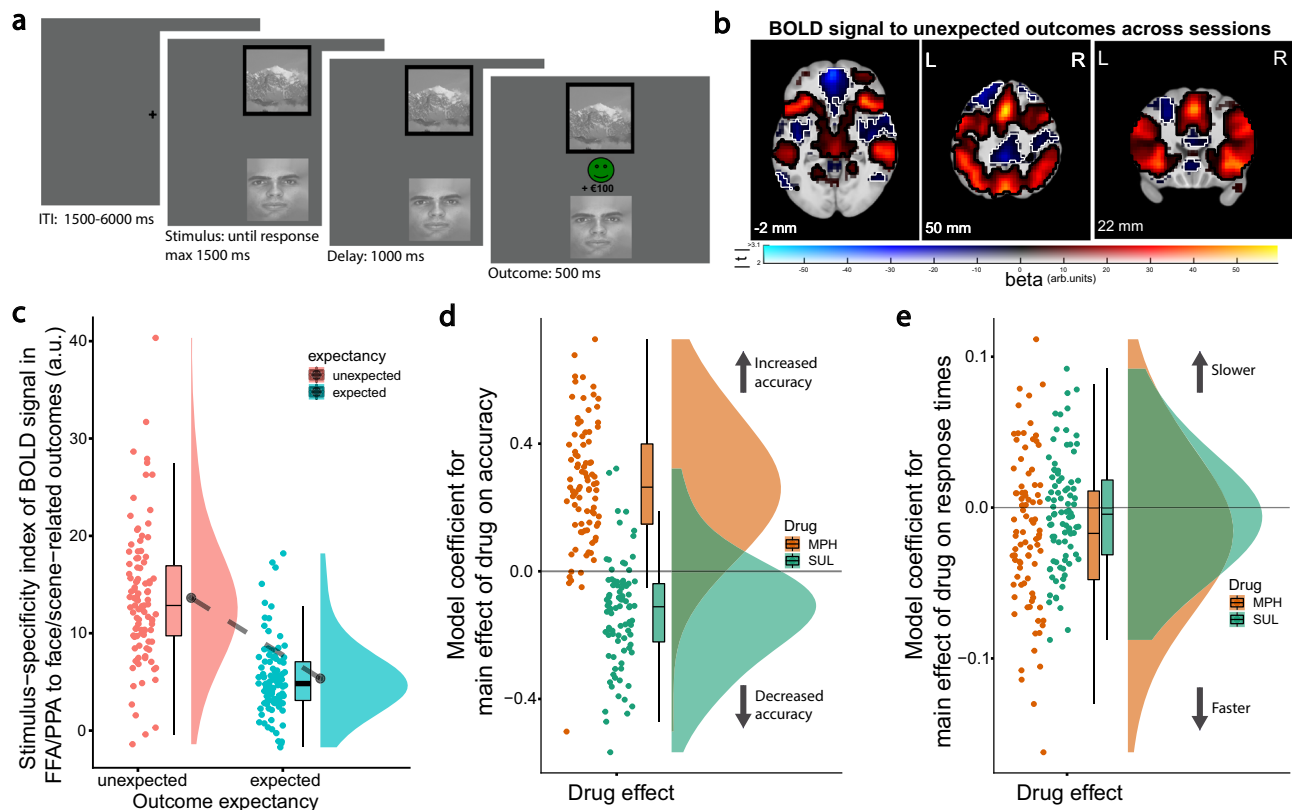 a
+
ITI: 1500-6000 ms
Stimulus: until response
max 1500 ms
Delay: 1000 ms
+ €100
Outcome: 500 ms
b
BOLD signal to unexpected outcomes across sessions
L
R
L
R
-2 mm
50 mm
22 mm
| t |
>3.1
2
-50
-40
-30
-20
-10
0
10
20
30
40
50
beta (arb.units)
c
Stimulus−specificity index of BOLD signal in
FFA/PPA to face/scene−related outcomes (a.u.)
40
30
20
10
0
expectancy
unexpected
expected
unexpected
expected
Outcome expectancy
d
Model coefficient for
main effect of drug on accuracy
0.4
0.0
−0.4
Increased
accuracy
Drug
MPH
SUL
Decreased
accuracy
Drug effect
e
Model coefficient for
main effect of drug on respnose times
0.1
0.0
−0.1
Slower
Drug
MPH
SUL
Faster
Drug effect